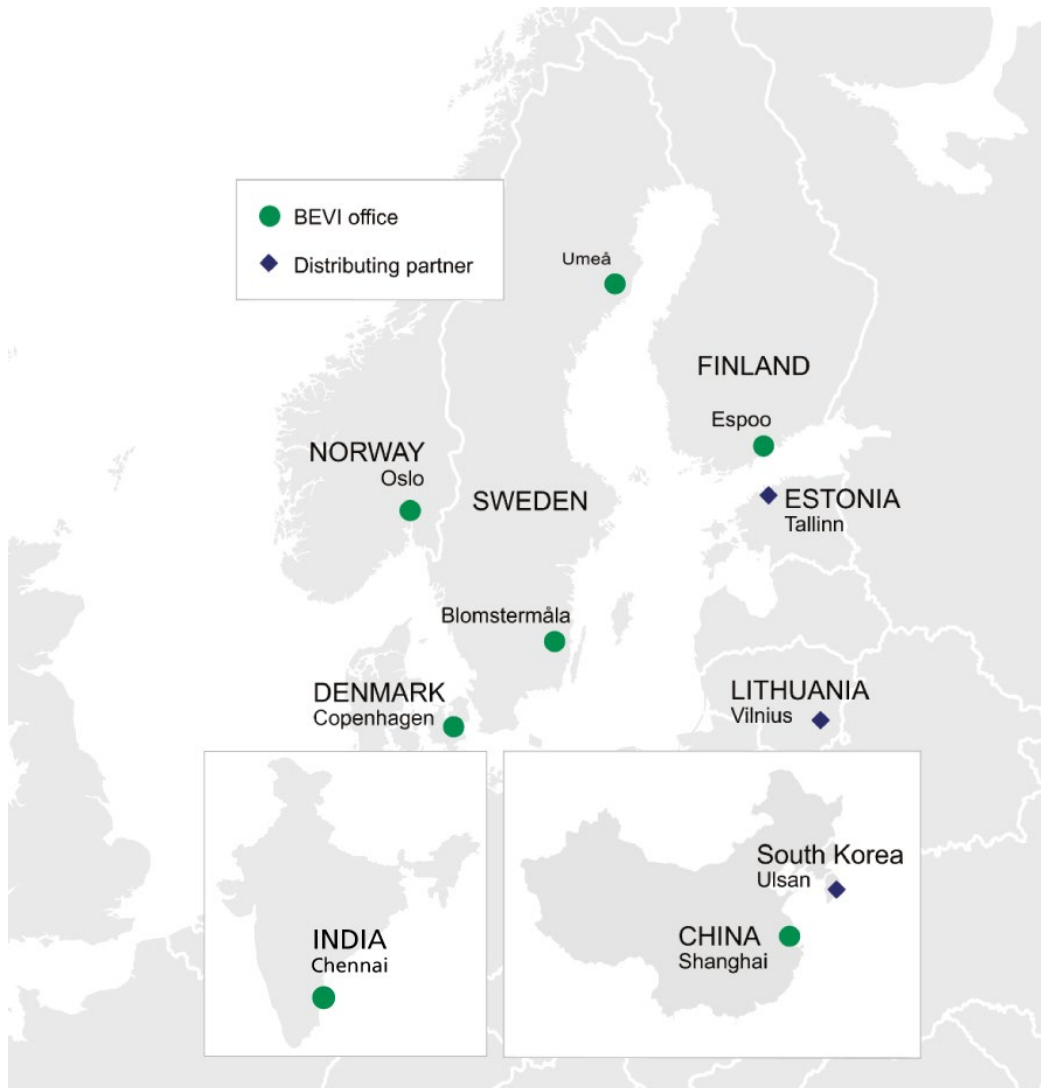 BEVI office
Distributing partner
Umeå
FINLAND
Espoo
NORWAY
Oslo
SWEDEN
ESTONIA
Tallinn
Blomstermåla
DENMARK
Copenhagen
LITHUANIA
Vilnius
South Korea
Ulsan
INDIA
Chennai
CHINA
Shanghai